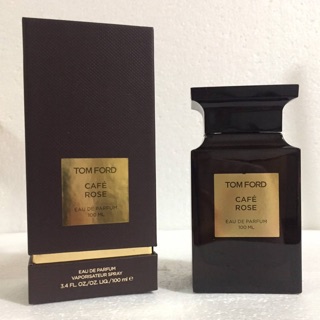 TOM FORD
CAFÉ
ROSE
EAU DE PARFUM
100 ML
EAU DE PARFUM
VAPORISATEUR SPRAY
3.4 FL. OZ./OZ. LIQ./100 ml ℮
TOM FORD
CAFÉ
ROSE
EAU DE PARFUM
100 ML